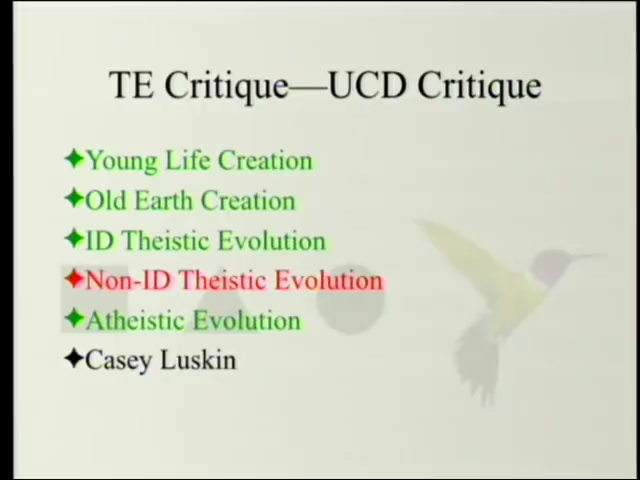 TE Critique—UCD Critique
Young Life Creation
Old Earth Creation
ID Theistic Evolution
Non-ID Theistic Evolution
Atheistic Evolution
Casey Luskin